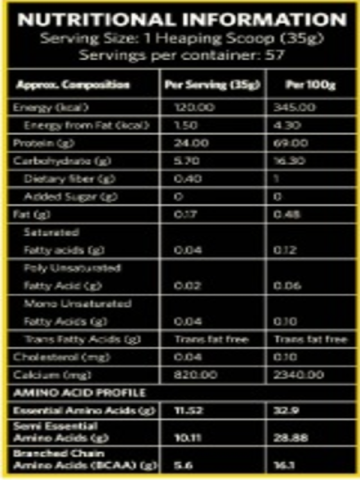 NUTRITIONAL INFORMATION
Serving Size: 1 Heaping Scoop (35g)
Servings per container: 57
Approx. Composition Per Serving (35g) Per 100g
Energy (kcal) 120.00 345.00
Energy from Fat (kcal) 1.50 4.30
Protein (g) 24.00 69.00
Carbohydrate (g) 5.70 16.30
Dietary fiber (g) 0.40 1
Added Sugar (g) 0 0
Fat (g) 0.17 0.48
Saturated
Fatty acids (g) 0.04 0.12
Poly Unsaturated
Fatty Acid (g) 0.02 0.06
Mono Unsaturated
Fatty Acids (g) 0.04 0.10
Trans Fatty Acids (g) Trans fat free Trans fat free
Cholesterol (mg) 0.04 0.10
Calcium (mg) 820.00 2340.00
AMINO ACID PROFILE
Essential Amino Acids (g) 11.52 32.9
Semi Essential
Amino Acids (g) 10.11 28.88
Branched Chain
Amino Acids (BCAA) (g) 5.6 16.1